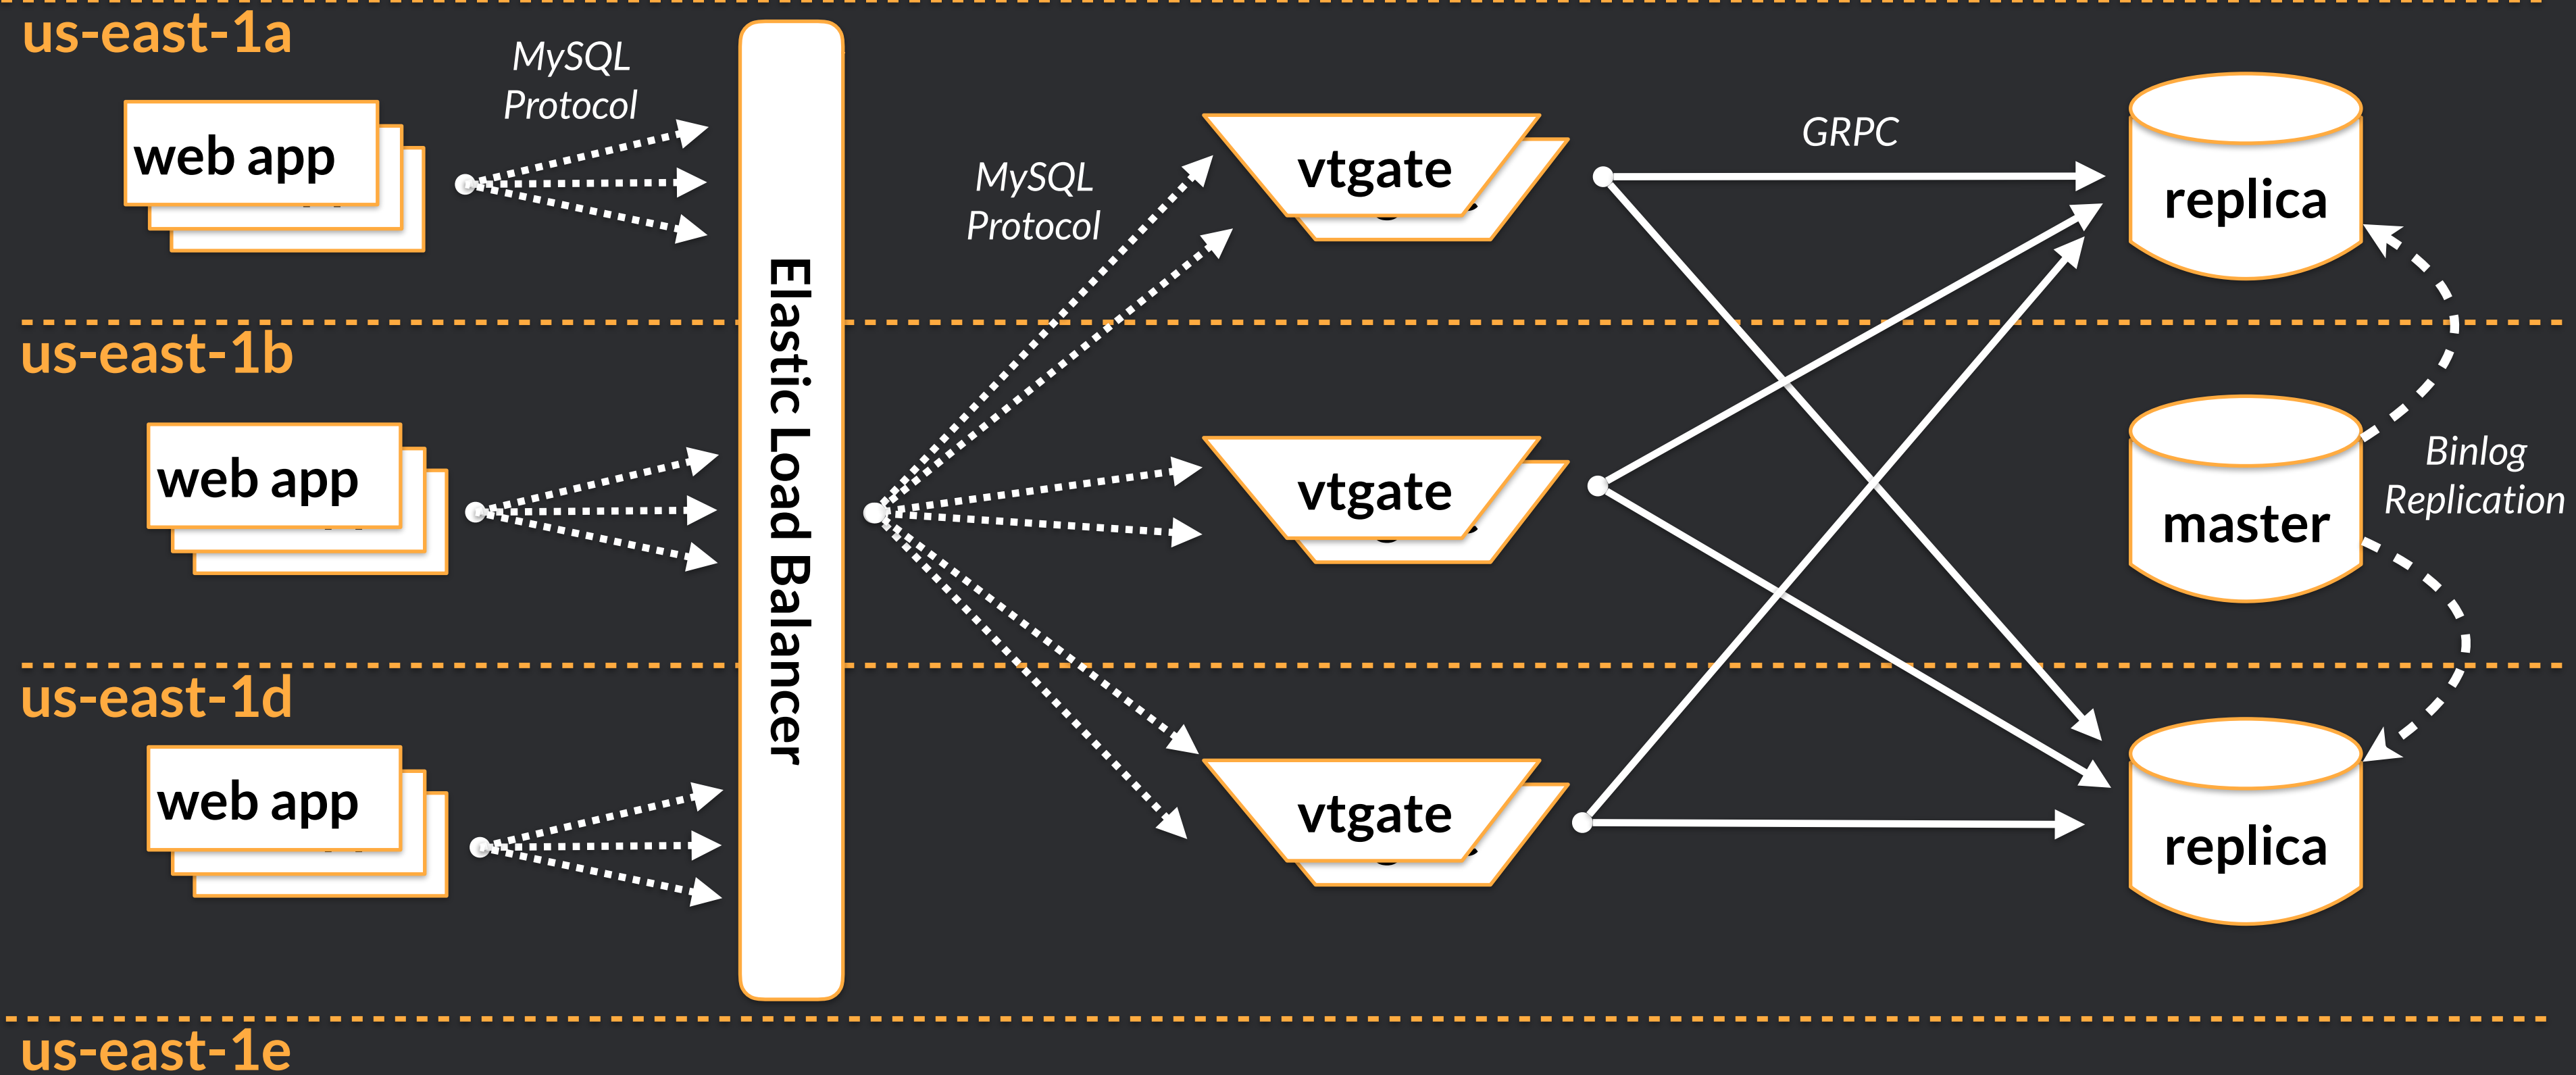 us-east-1a
MySQL
Protocol
web app
MySQL
Protocol
vtgate
GRPC
replica
Elastic Load Balancer
us-east-1b
web app
vtgate
master
Binlog
Replication
us-east-1d
web app
vtgate
replica
us-east-1e